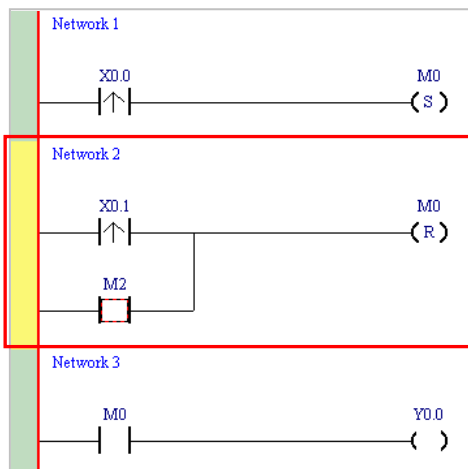 Network 1
X0.0 M0
S
Network 2
X0.1 M0
R
M2
Network 3
M0 Y0.0